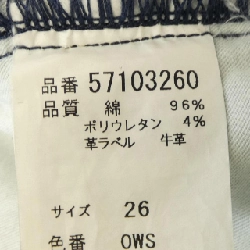 品番 57103260
品質 綿 96%
ポリウレタン 4%
革ラベル 牛革
サイズ 26
色番 OWS